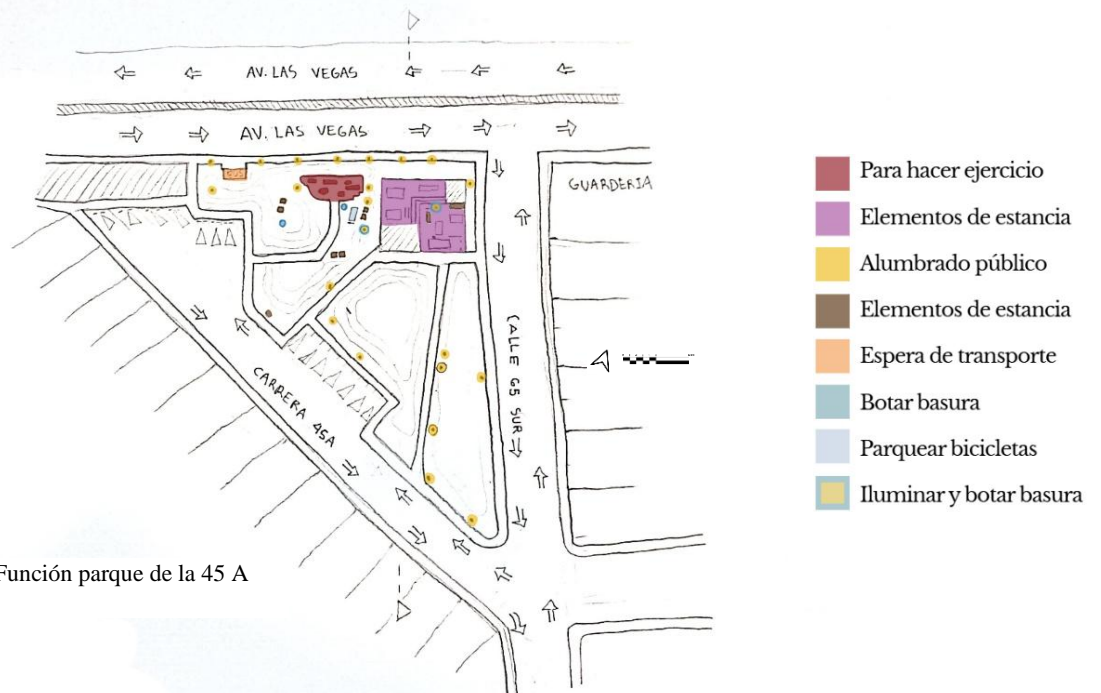 AV. LAS VEGAS
AV. LAS VEGAS
GUARDERIA
CALLE 65 SUR
CARRERA 45A
Para hacer ejercicio
Elementos de estancia
Alumbrado público
Elementos de estancia
Espera de transporte
Botar basura
Parquear bicicletas
Iluminar y botar basura
Función parque de la 45 A